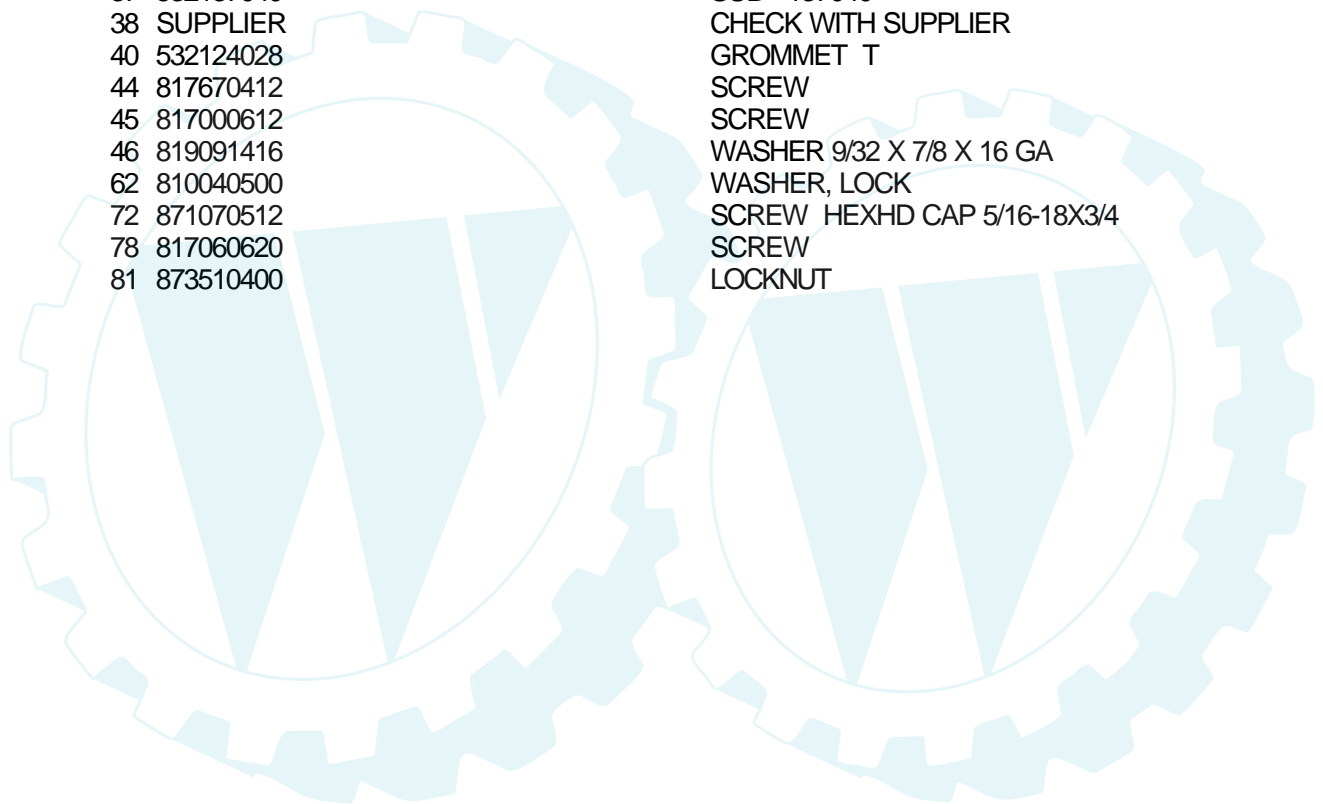 38 SUPPLIER CHECK WITH SUPPLIER
40 532124028 GROMMET T
44 817670412 SCREW
45 817000612 SCREW
46 819091416 WASHER 9/32 X 7/8 X 16 GA
62 810040500 WASHER, LOCK
72 871070512 SCREW HEXHD CAP 5/16-18X3/4
78 817060620 SCREW
81 873510400 LOCKNUT